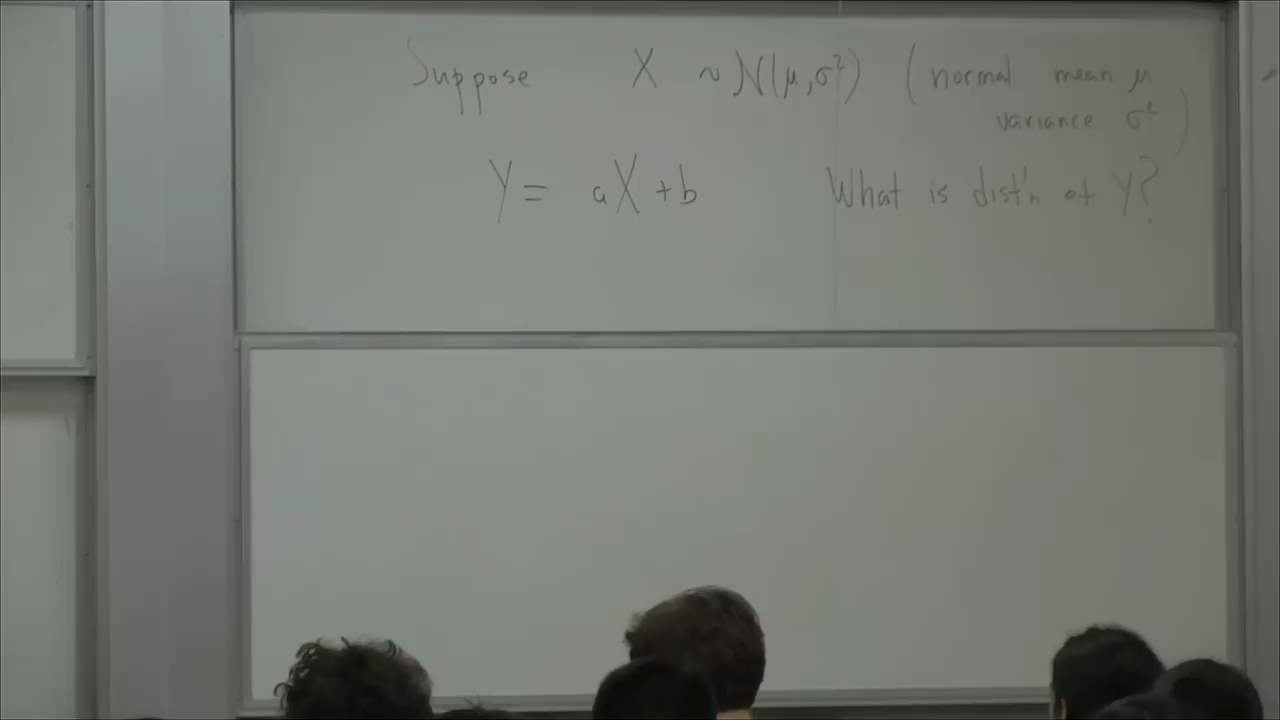 Suppose X ~ N(μ, σ²) (normal mean μ
variance σ²)
Y = aX + b What is dist'n of Y?